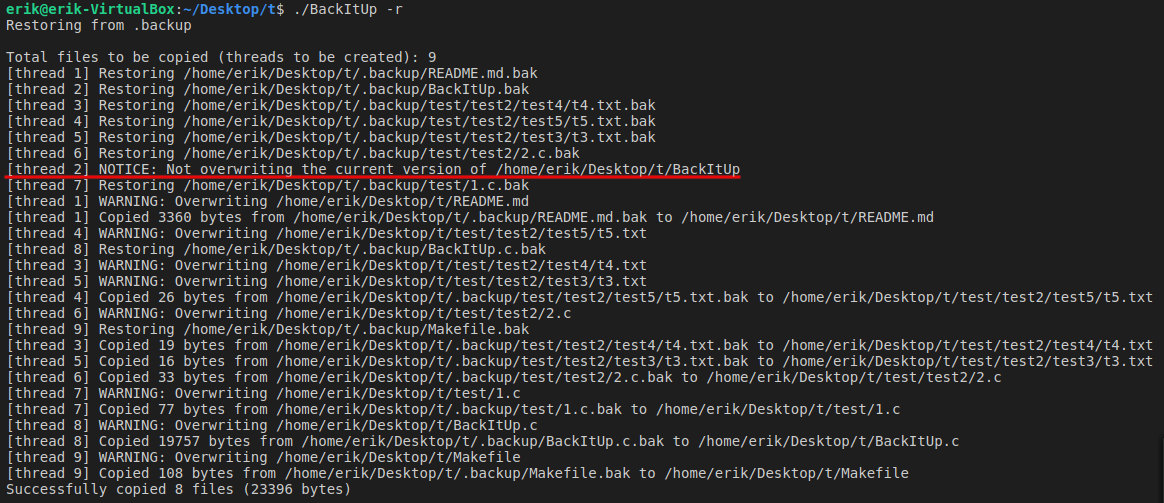 erik@erik-VirtualBox:~/Desktop/t$ ./BackItUp -r
Restoring from .backup
Total files to be copied (threads to be created): 9
[thread 1] Restoring /home/erik/Desktop/t/.backup/README.md.bak
[thread 2] Restoring /home/erik/Desktop/t/.backup/BackItUp.bak
[thread 3] Restoring /home/erik/Desktop/t/.backup/test/test2/test4/t4.txt.bak
[thread 4] Restoring /home/erik/Desktop/t/.backup/test/test2/test5/t5.txt.bak
[thread 5] Restoring /home/erik/Desktop/t/.backup/test/test2/test3/t3.txt.bak
[thread 6] Restoring /home/erik/Desktop/t/.backup/test/test2/2.c.bak
[thread 2] NOTICE: Not overwriting the current version of /home/erik/Desktop/t/BackItUp
[thread 7] Restoring /home/erik/Desktop/t/.backup/test/1.c.bak
[thread 1] WARNING: Overwriting /home/erik/Desktop/t/README.md
[thread 1] Copied 3360 bytes from /home/erik/Desktop/t/.backup/README.md.bak to /home/erik/Desktop/t/README.md
[thread 4] WARNING: Overwriting /home/erik/Desktop/t/test/test2/test5/t5.txt
[thread 8] Restoring /home/erik/Desktop/t/.backup/BackItUp.c.bak
[thread 3] WARNING: Overwriting /home/erik/Desktop/t/test/test2/test4/t4.txt
[thread 5] WARNING: Overwriting /home/erik/Desktop/t/test/test2/test3/t3.txt
[thread 4] Copied 26 bytes from /home/erik/Desktop/t/.backup/test/test2/test5/t5.txt.bak to /home/erik/Desktop/t/test/test2/test5/t5.txt
[thread 6] WARNING: Overwriting /home/erik/Desktop/t/test/test2/2.c
[thread 9] Restoring /home/erik/Desktop/t/.backup/Makefile.bak
[thread 3] Copied 19 bytes from /home/erik/Desktop/t/.backup/test/test2/test4/t4.txt.bak to /home/erik/Desktop/t/test/test2/test4/t4.txt
[thread 5] Copied 16 bytes from /home/erik/Desktop/t/.backup/test/test2/test3/t3.txt.bak to /home/erik/Desktop/t/test/test2/test3/t3.txt
[thread 6] Copied 33 bytes from /home/erik/Desktop/t/.backup/test/test2/2.c.bak to /home/erik/Desktop/t/test/test2/2.c
[thread 7] WARNING: Overwriting /home/erik/Desktop/t/test/1.c
[thread 7] Copied 77 bytes from /home/erik/Desktop/t/.backup/test/1.c.bak to /home/erik/Desktop/t/test/1.c
[thread 8] WARNING: Overwriting /home/erik/Desktop/t/BackItUp.c
[thread 8] Copied 19757 bytes from /home/erik/Desktop/t/.backup/BackItUp.c.bak to /home/erik/Desktop/t/BackItUp.c
[thread 9] WARNING: Overwriting /home/erik/Desktop/t/Makefile
[thread 9] Copied 108 bytes from /home/erik/Desktop/t/.backup/Makefile.bak to /home/erik/Desktop/t/Makefile
Successfully copied 8 files (23396 bytes)